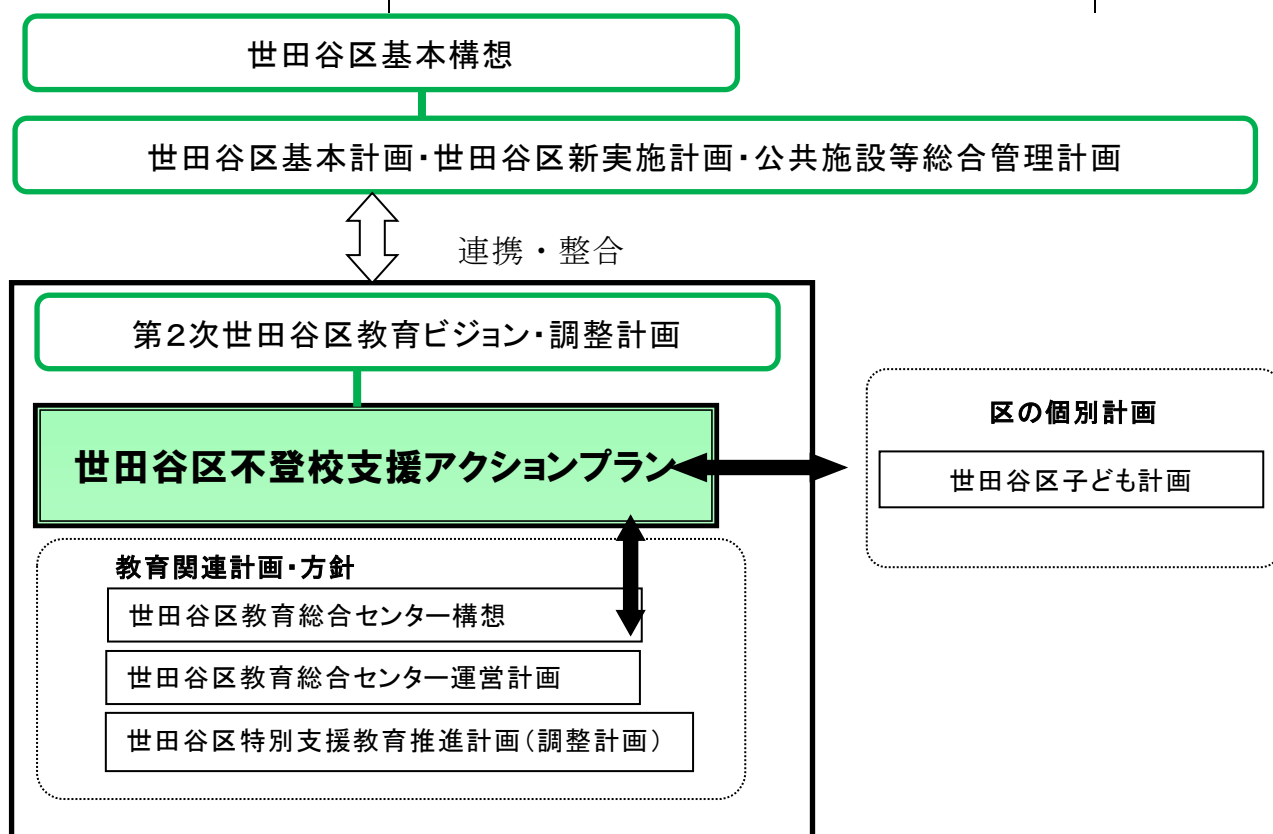 世田谷区基本構想
世田谷区基本計画・世田谷区新実施計画・公共施設等総合管理計画
連携・整合
第２次世田谷区教育ビジョン・調整計画
世田谷区不登校支援アクションプラン
区の個別計画
世田谷区子ども計画
教育関連計画・方針
世田谷区教育総合センター構想
世田谷区教育総合センター運営計画
世田谷区特別支援教育推進計画（調整計画）